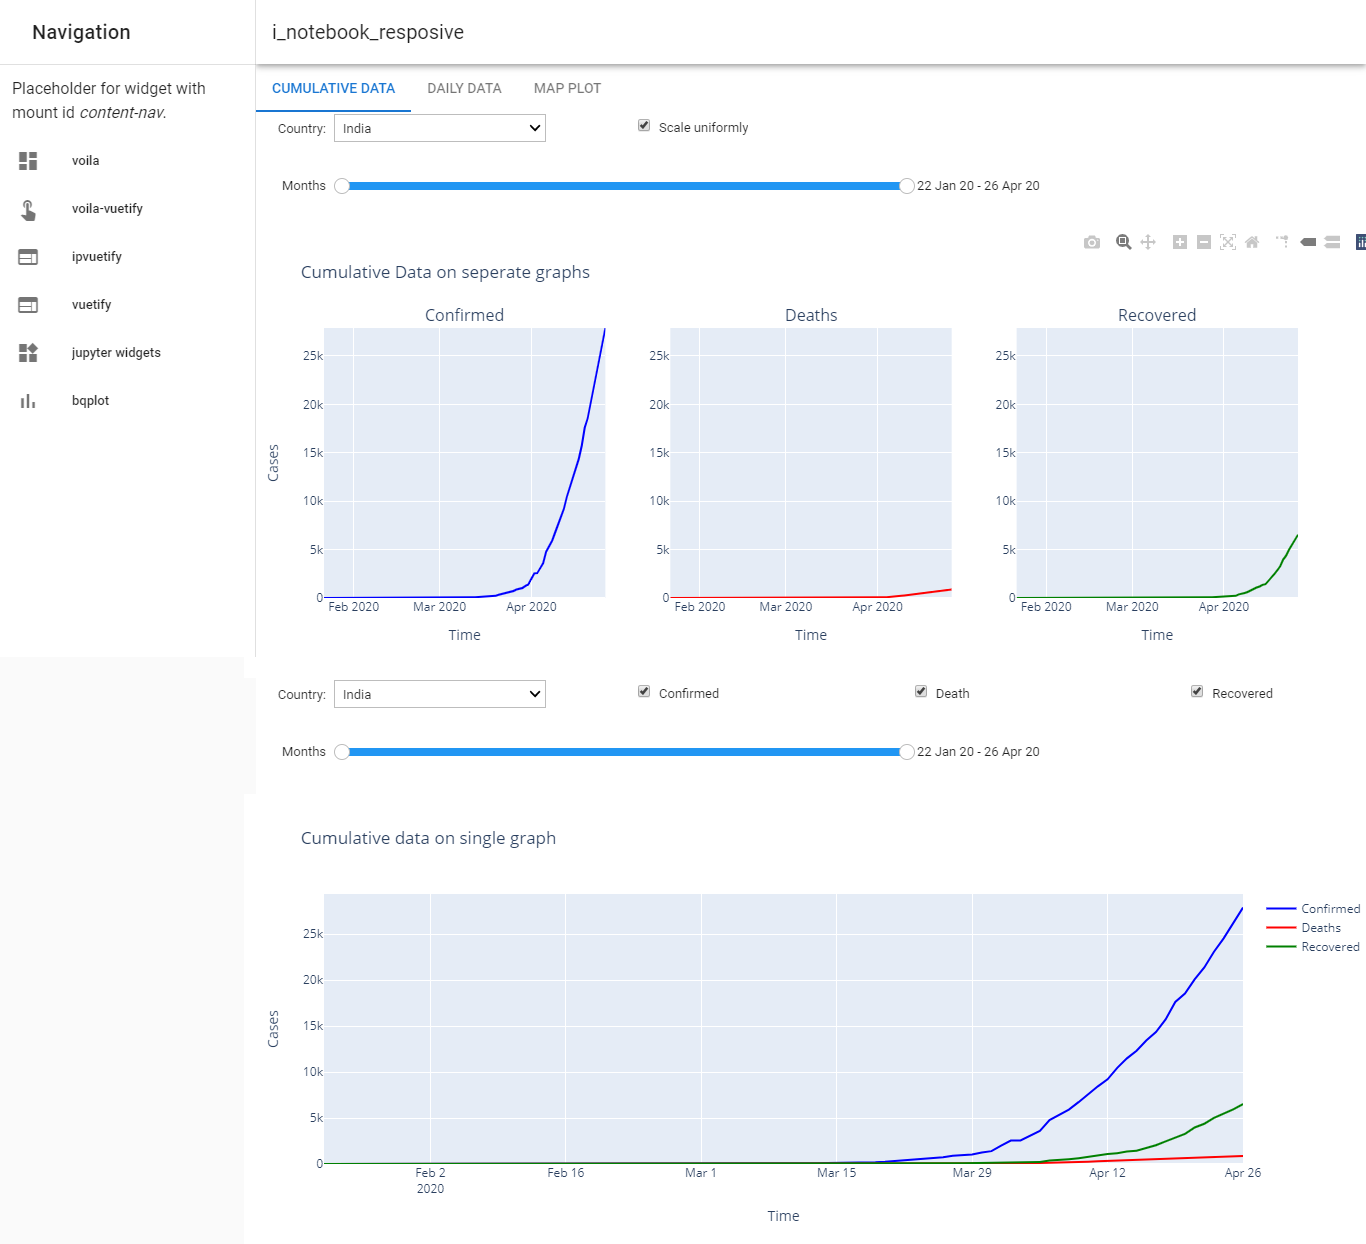 Navigation
i_notebook_resposive
Placeholder for widget with
mount id content-nav.
voila
voila-vuetify
ipvuetify
vuetify
jupyter widgets
bqplot
CUMULATIVE DATA DAILY DATA MAP PLOT
Country: India Scale uniformly
Months 22 Jan 20 - 26 Apr 20
Cumulative Data on seperate graphs
Confirmed Deaths Recovered
25k 25k 25k
20k 20k 20k
15k 15k 15k
Cases
10k 10k 10k
5k 5k 5k
0 0 0
Feb 2020 Mar 2020 Apr 2020 Feb 2020 Mar 2020 Apr 2020 Feb 2020 Mar 2020 Apr 2020
Time Time Time
Country: India Confirmed Death Recovered
Months 22 Jan 20 - 26 Apr 20
Cumulative data on single graph
Confirmed
Deaths
Recovered
25k
20k
15k
Cases
10k
5k
0
Feb 2 Feb 16 Mar 1 Mar 15 Mar 29 Apr 12 Apr 26
2020
Time